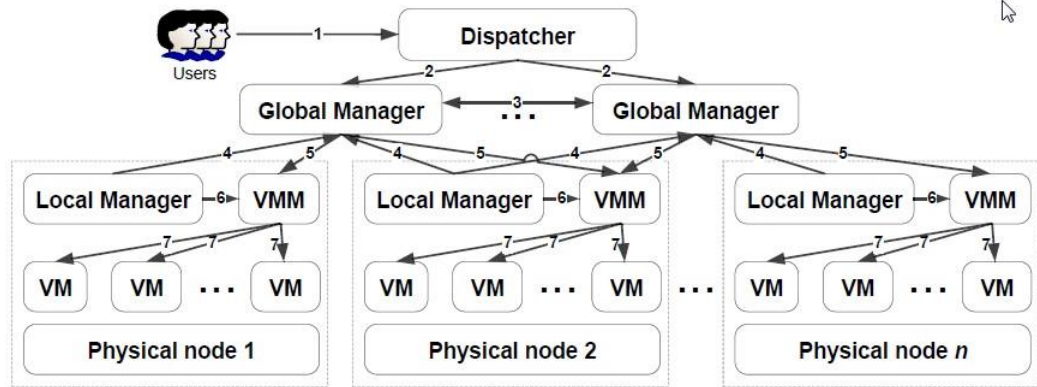 1
Dispatcher
Users
2 2
Global Manager 3 Global Manager
...
4 5 4 5 4 5 4 5
Local Manager 6 VMM Local Manager 6 VMM Local Manager 6 VMM
7 7 7 7 7 7 7 7 7
VM VM ... VM VM VM ... VM ... VM VM ... VM
Physical node 1 Physical node 2 Physical node n